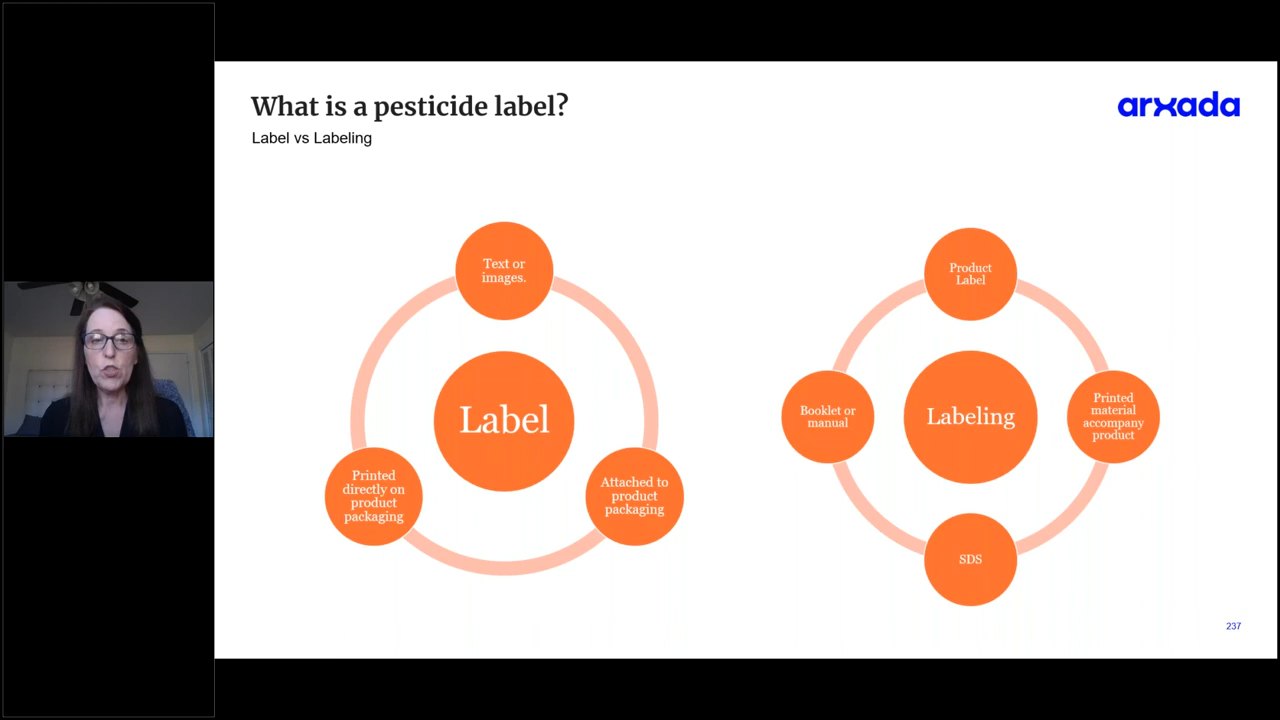 What is a pesticide label?
arxada
Label vs Labeling
Text or
images.
Label
Printed
directly on
product
packaging
Attached to
product
packaging
Product
Label
Booklet or
manual
Labeling
Printed
material
accompany
product
SDS
237